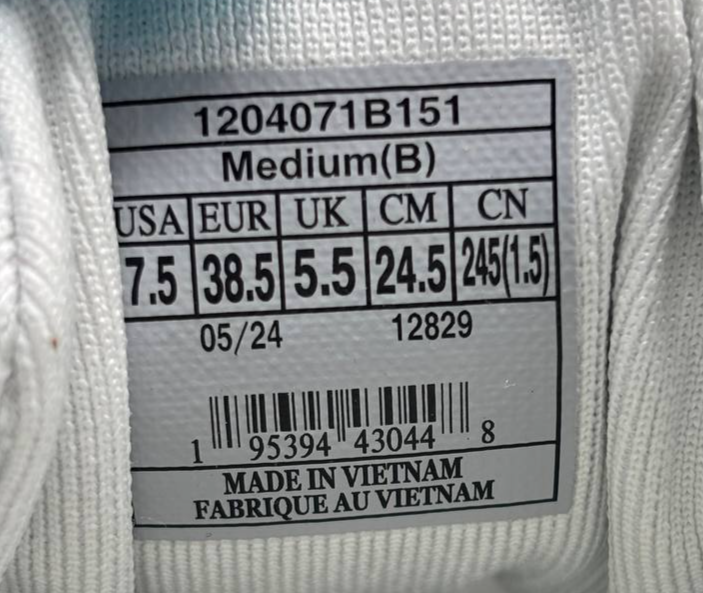 1204071B151
Medium(B)
USA EUR UK CM CN
7.5 38.5 5.5 24.5 245(1.5)
05/24 12829
1 95394 43044 8
MADE IN VIETNAM
FABRIQUE AU VIETNAM